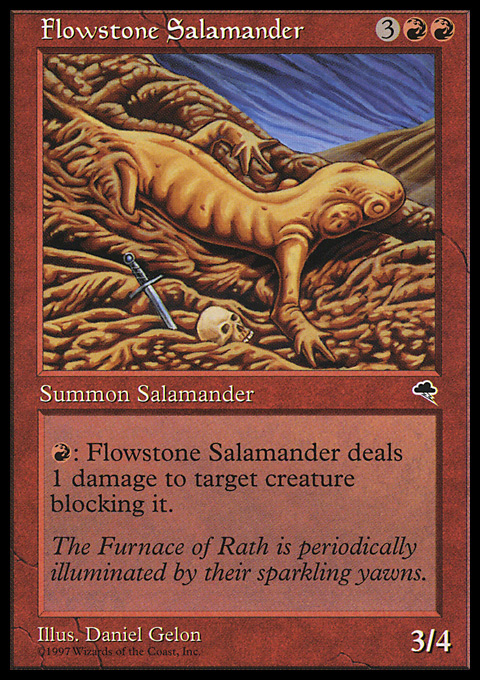 Flowstone Salamander 3
Summon Salamander
: Flowstone Salamander deals
1 damage to target creature
blocking it.
The Furnace of Rath is periodically
illuminated by their sparkling yawns.
Illus. Daniel Gelon
©1997 Wizards of the Coast, Inc.
3/4